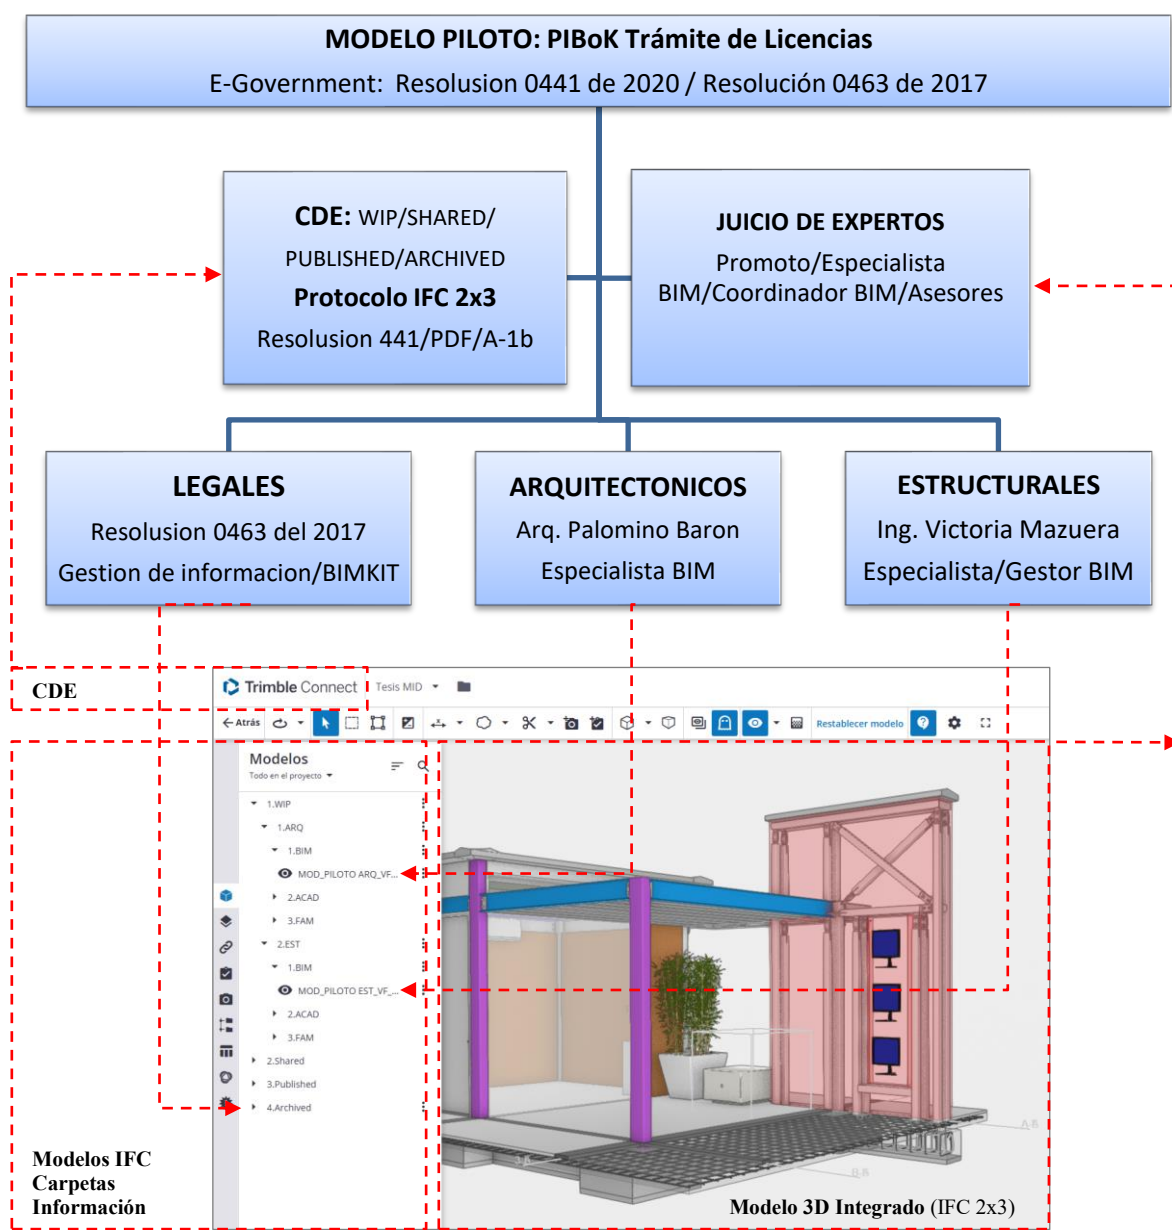 MODELO PILOTO: PIBoK Trámite de Licencias
E-Government: Resolusion 0441 de 2020 / Resolución 0463 de 2017
CDE: WIP/SHARED/
PUBLISHED/ARCHIVED
Protocolo IFC 2x3
Resolusion 441/PDF/A-1b
JUICIO DE EXPERTOS
Promoto/Especialista
BIM/Coordinador BIM/Asesores
LEGALES
Resolusion 0463 del 2017
Gestion de informacion/BIMKIT
ARQUITECTONICOS
Arq. Palomino Baron
Especialista BIM
ESTRUCTURALES
Ing. Victoria Mazuera
Especialista/Gestor BIM
CDE
Trimble Connect Tesis MID
Atrás
Restablecer modelo
Modelos
Todo en el proyecto
1.WIP
1.ARQ
1.BIM
MOD_PILOTO ARQ_VF...
2.ACAD
3.FAM
2.EST
1.BIM
MOD_PILOTO EST_VF_...
2.ACAD
3.FAM
2.Shared
3.Published
4.Archived
Modelos IFC
Carpetas
Información
Modelo 3D Integrado (IFC 2x3)